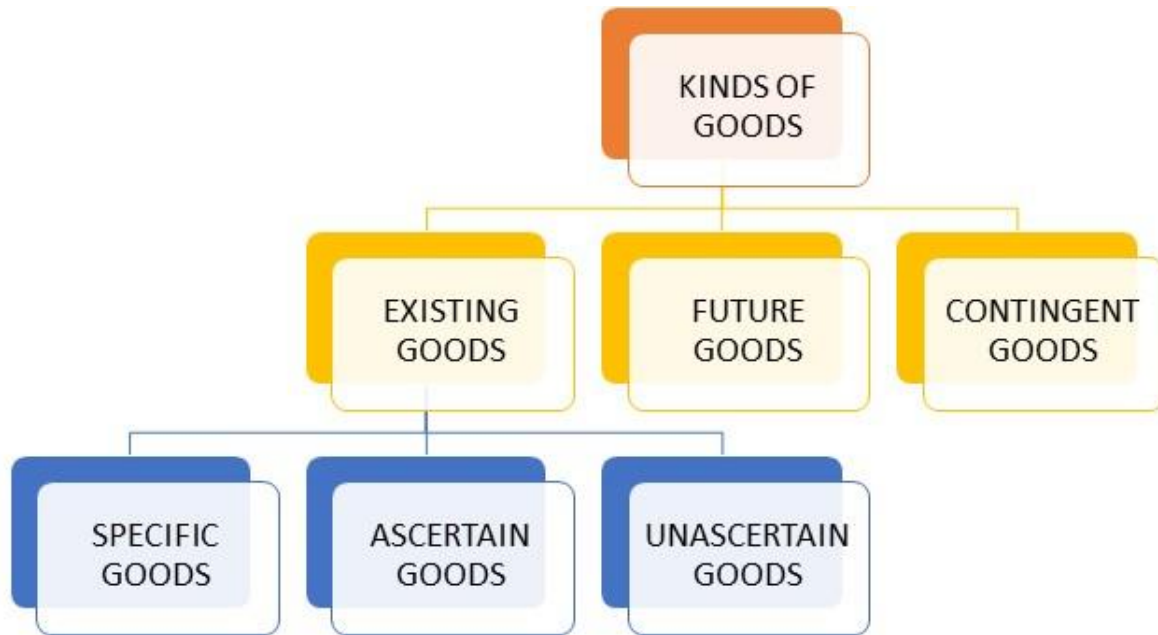 KINDS OF
GOODS
EXISTING
GOODS
FUTURE
GOODS
CONTINGENT
GOODS
SPECIFIC
GOODS
ASCERTAIN
GOODS
UNASCERTAIN
GOODS